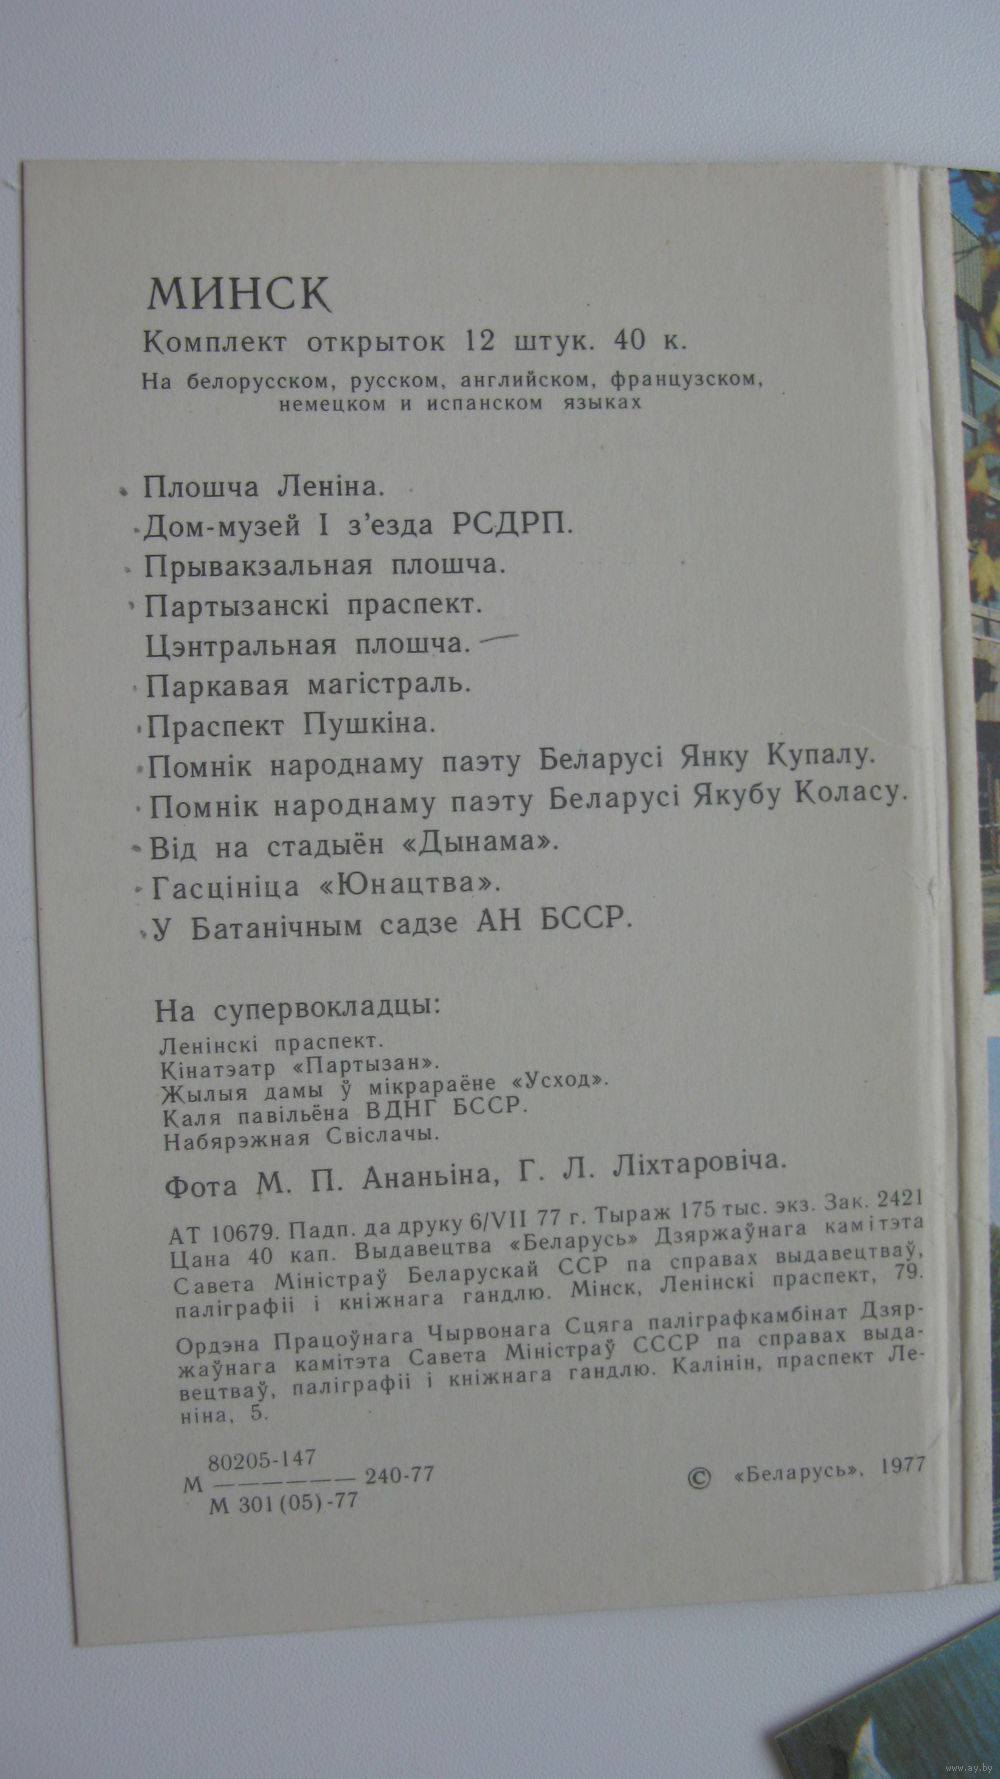 МИНСК
Комплект открыток 12 штук. 40 к.
На белорусском, русском, английском, французском,
немецком и испанском языках
Плошча Леніна.
Дом-музей І з’езда РСДРП.
Прывакзальная плошча.
Партызанскі праспект.
Цэнтральная плошча.
Паркавая магістраль.
Праспект Пушкіна.
Помнік народнаму паэту Беларусі Янку Купалу.
Помнік народнаму паэту Беларусі Якубу Коласу.
Від на стадыён «Дынама».
Гасцініца «Юнацтва».
У Батанічным садзе АН БССР.
На супервокладцы:
Ленінскі праспект.
Кінатэатр «Партызан».
Жылыя дамы ў мікрараёне «Усход».
Каля павільёна ВДНГ БССР.
Набярэжная Свіслачы.
Фота М. П. Ананьіна, Г. Л. Ліхтаровіча.
АТ 10679. Падп. да друку 6/VII 77 г. Тыраж 175 тыс. экз. Зак. 2421
Цана 40 кап. Выдавецтва «Беларусь» Дзяржаўнага камітэта
Савета Міністраў Беларускай ССР па справах выдавецтваў,
паліграфіі і кніжнага гандлю. Мінск, Ленінскі праспект, 79.
Ордэна Працоўнага Чырвонага Сцяга паліграфкамбінат Дзяр-
жаўнага камітэта Савета Міністраў СССР па справах выда-
вецтваў, паліграфіі і кніжнага гандлю. Калінін, праспект Ле-
ніна, 5.
80205-147
М —————— 240-77
М 301(05)-77
© «Беларусь», 1977
www.ay.by